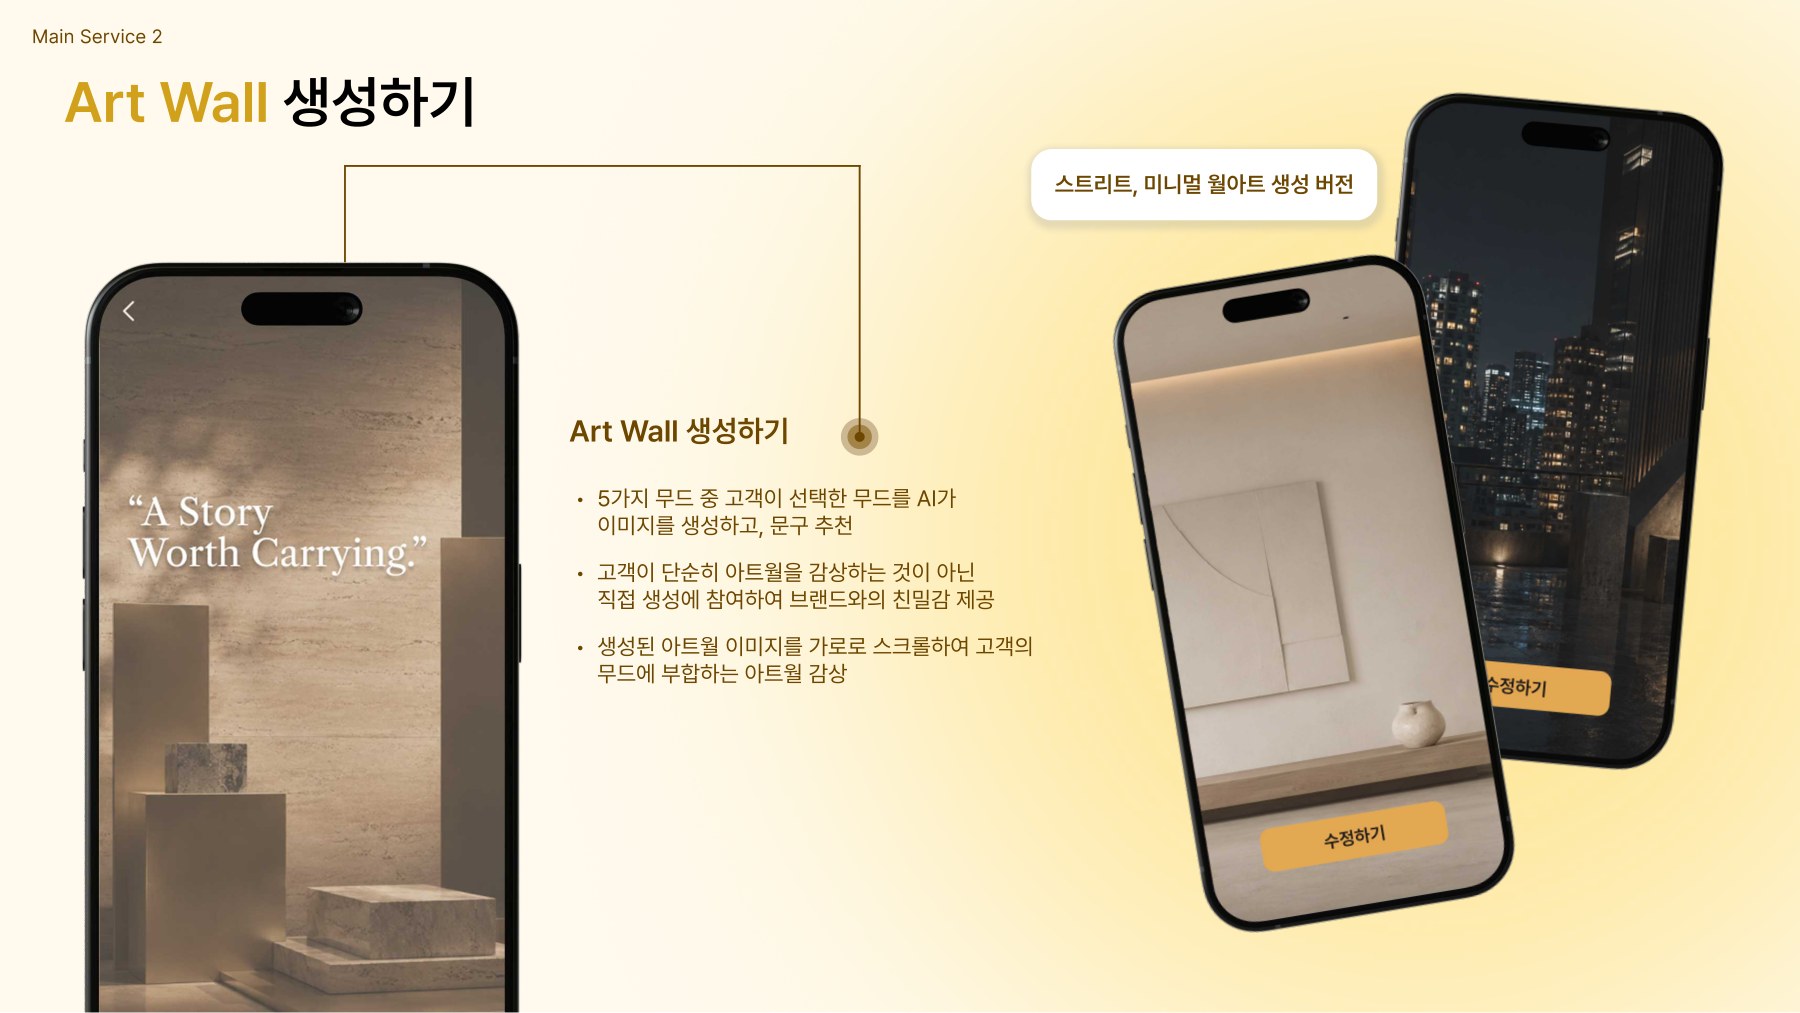 Main Service 2
Art Wall 생성하기
스트리트, 미니멀 월아트 생성 버전
“A Story
Worth Carrying.”
Art Wall 생성하기
• 5가지 무드 중 고객이 선택한 무드를 AI가
이미지를 생성하고, 문구 추천
• 고객이 단순히 아트월을 감상하는 것이 아닌
직접 생성에 참여하여 브랜드와의 친밀감 제공
• 생성된 아트월 이미지를 가로로 스크롤하여 고객의
무드에 부합하는 아트월 감상
수정하기
수정하기